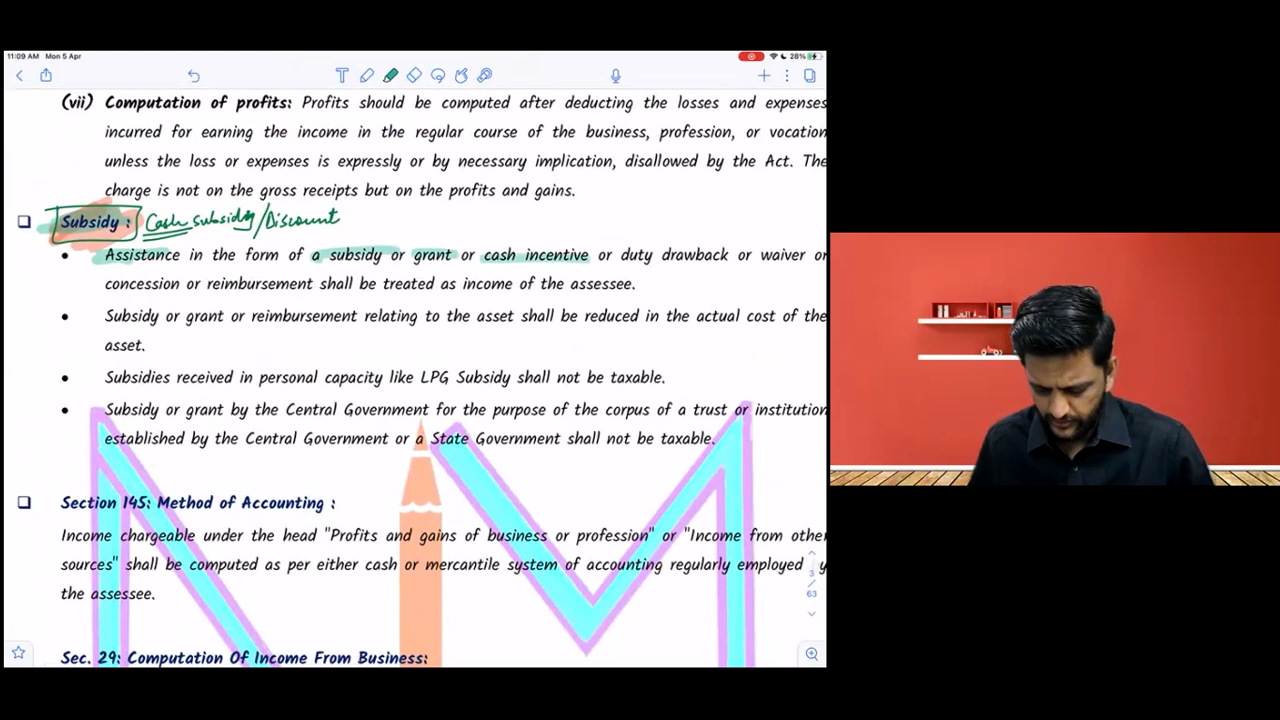 11:09 AM Mon 5 Apr
28%
(vii) Computation of profits: Profits should be computed after deducting the losses and expenses
incurred for earning the income in the regular course of the business, profession, or vocation
unless the loss or expenses is expressly or by necessary implication, disallowed by the Act. The
charge is not on the gross receipts but on the profits and gains.
Subsidy : Cash subsidy/Discount
• Assistance in the form of a subsidy or grant or cash incentive or duty drawback or waiver or
concession or reimbursement shall be treated as income of the assessee.
• Subsidy or grant or reimbursement relating to the asset shall be reduced in the actual cost of the
asset.
• Subsidies received in personal capacity like LPG Subsidy shall not be taxable.
• Subsidy or grant by the Central Government for the purpose of the corpus of a trust or institution
established by the Central Government or a State Government shall not be taxable.
Section 145: Method of Accounting :
Income chargeable under the head "Profits and gains of business or profession" or "Income from other
sources" shall be computed as per either cash or mercantile system of accounting regularly employed y
the assessee.
3
/
63
Sec. 29: Computation Of Income From Business: